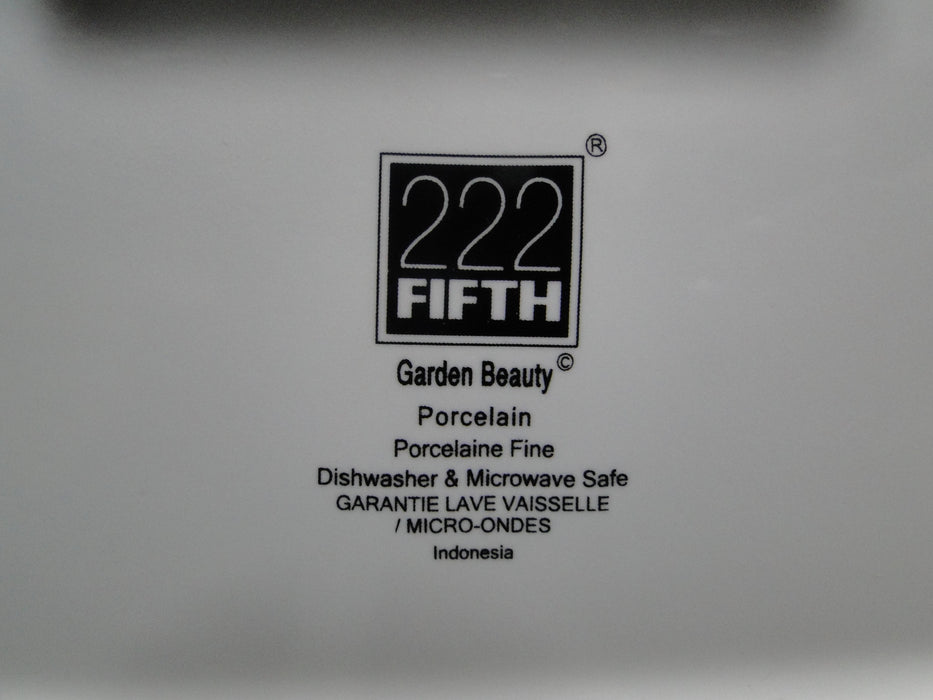 ®
222
FIFTH
Garden Beauty©
Porcelain
Porcelaine Fine
Dishwasher & Microwave Safe
GARANTIE LAVE VAISSELLE
/ MICRO-ONDES
Indonesia